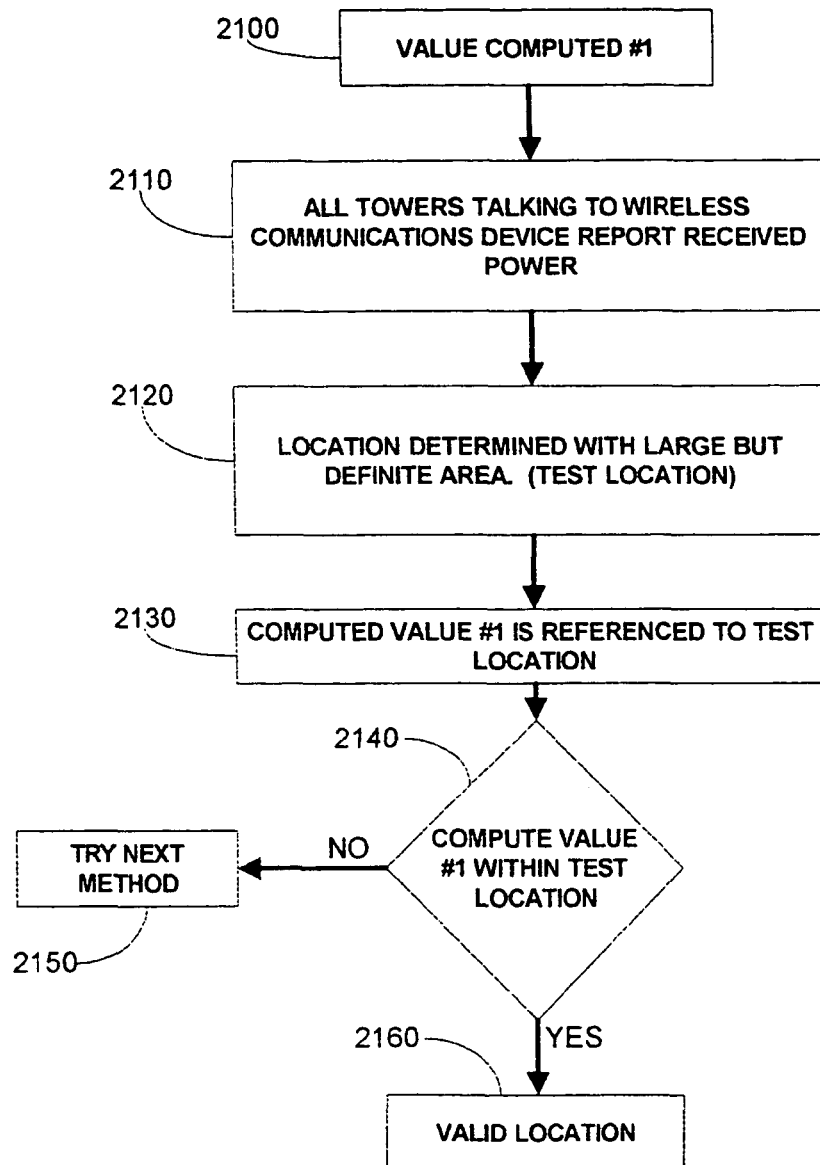 2100
VALUE COMPUTED #1
2110
ALL TOWERS TALKING TO WIRELESS
COMMUNICATIONS DEVICE REPORT RECEIVED
POWER
2120
LOCATION DETERMINED WITH LARGE BUT
DEFINITE AREA. (TEST LOCATION)
2130
COMPUTED VALUE #1 IS REFERENCED TO TEST
LOCATION
2140
COMPUTE VALUE
#1 WITHIN TEST
LOCATION
NO
TRY NEXT
METHOD
2150
YES
2160
VALID LOCATION